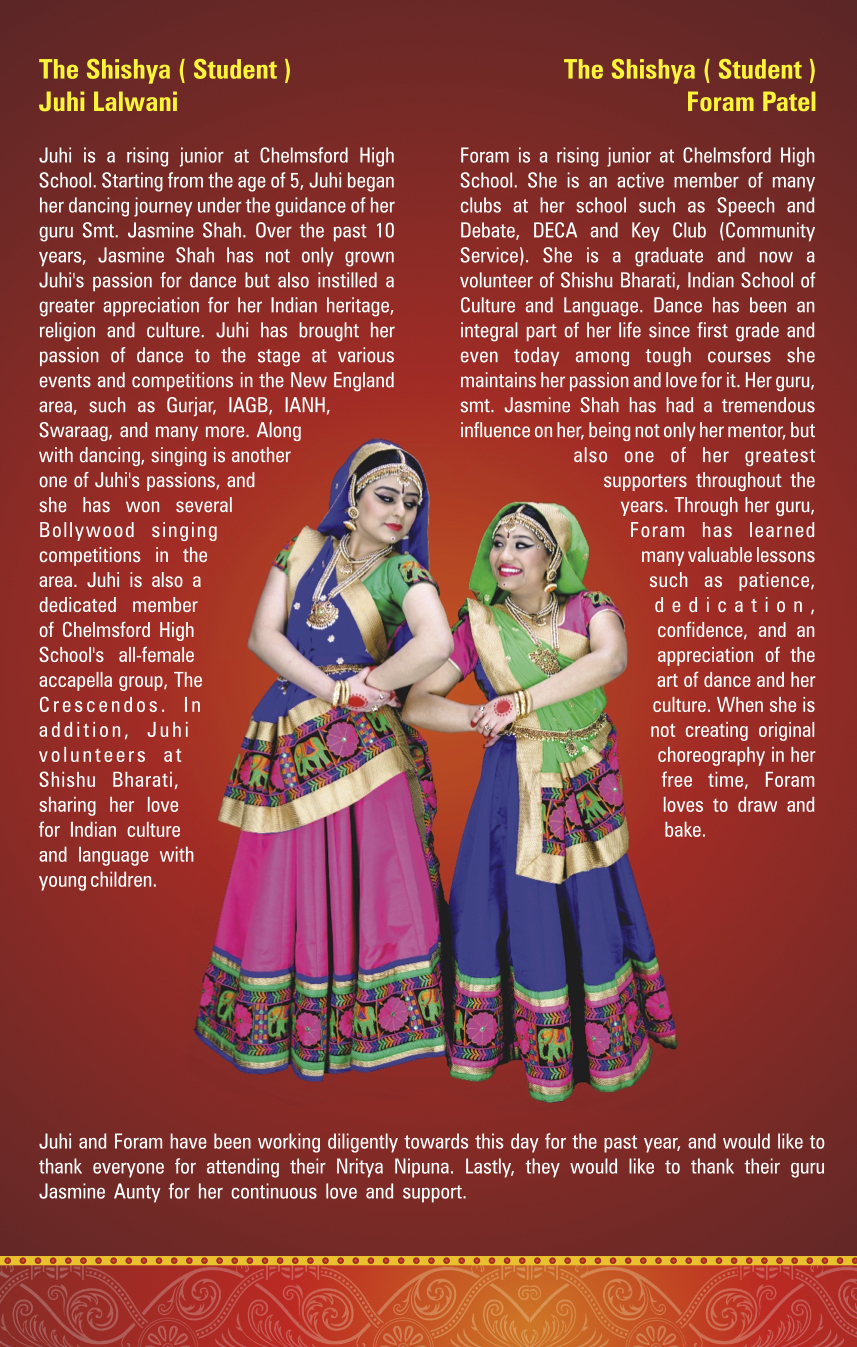 The Shishya ( Student )
Juhi Lalwani
Juhi is a rising junior at Chelmsford High
School. Starting from the age of 5, Juhi began
her dancing journey under the guidance of her
guru Smt. Jasmine Shah. Over the past 10
years, Jasmine Shah has not only grown
Juhi's passion for dance but also instilled a
greater appreciation for her Indian heritage,
religion and culture. Juhi has brought her
passion of dance to the stage at various
events and competitions in the New England
area, such as Gurjar, IAGB, IANH,
Swaraag, and many more. Along
with dancing, singing is another
one of Juhi's passions, and
she has won several
Bollywood singing
competitions in the
area. Juhi is also a
dedicated member
of Chelmsford High
School's all-female
accapella group, The
Crescendos. In
addition, Juhi
volunteers at
Shishu Bharati,
sharing her love
for Indian culture
and language with
young children.
The Shishya ( Student )
Foram Patel
Foram is a rising junior at Chelmsford High
School. She is an active member of many
clubs at her school such as Speech and
Debate, DECA and Key Club (Community
Service). She is a graduate and now a
volunteer of Shishu Bharati, Indian School of
Culture and Language. Dance has been an
integral part of her life since first grade and
even today among tough courses she
maintains her passion and love for it. Her guru,
smt. Jasmine Shah has had a tremendous
influence on her, being not only her mentor, but
also one of her greatest
supporters throughout the
years. Through her guru,
Foram has learned
many valuable lessons
such as patience,
dedication,
confidence, and an
appreciation of the
art of dance and her
culture. When she is
not creating original
choreography in her
free time, Foram
loves to draw and
bake.
Juhi and Foram have been working diligently towards this day for the past year, and would like to
thank everyone for attending their Nritya Nipuna. Lastly, they would like to thank their guru
Jasmine Aunty for her continuous love and support.